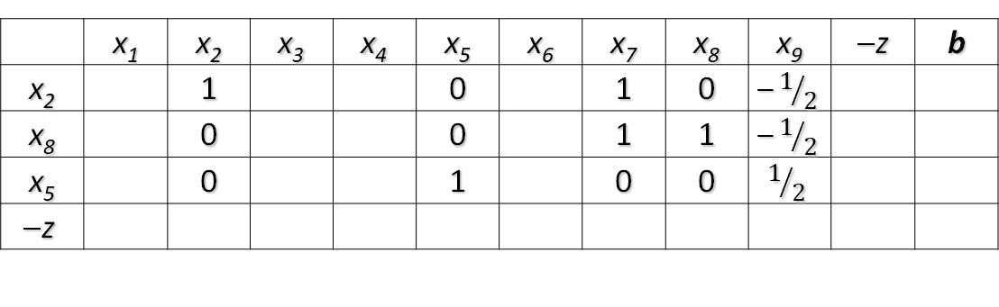 x₁ x₂ x₃ x₄ x₅ x₆ x₇ x₈ x₉ –z b
x₂ 1 0 1 0 –1/2
x₈ 0 0 1 1 –1/2
x₅ 0 1 0 0 1/2
–z